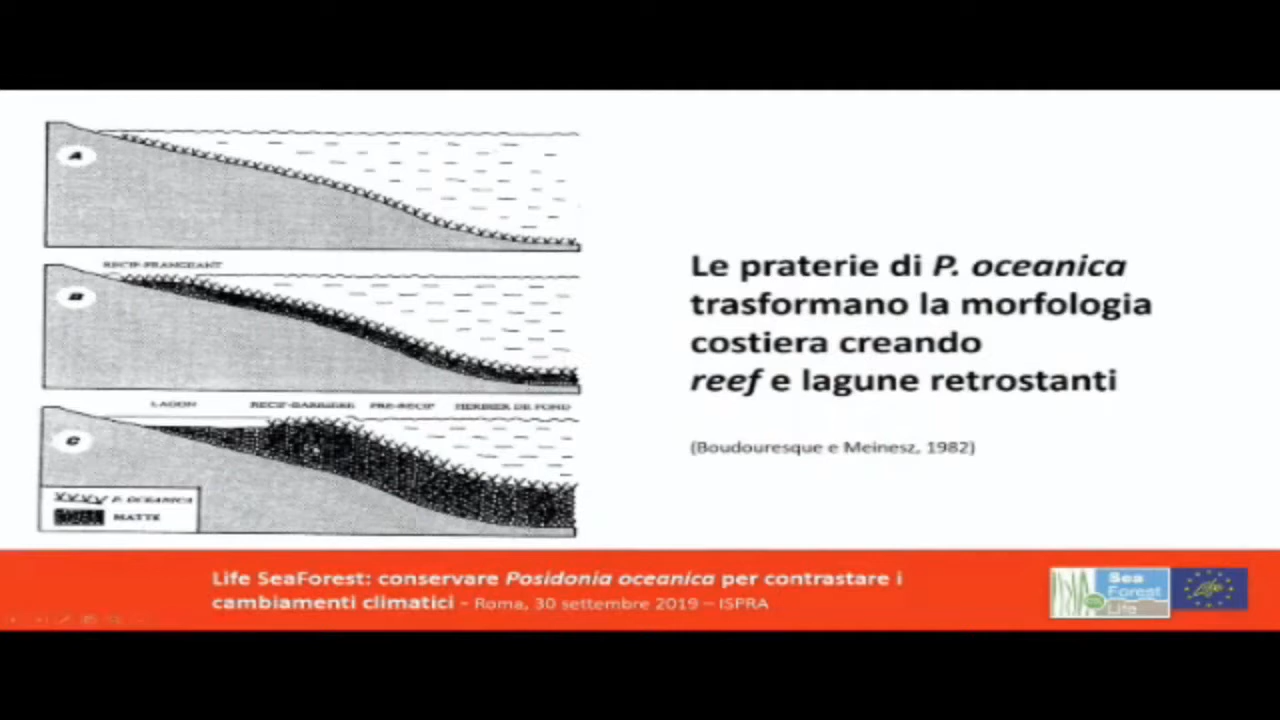 A
RECIF-FRANGEANT
B
LAGON RECIF-BARRIERE PRE-RECIF HERBIER DE FOND
C
P. OCEANICA
MATTE
Le praterie di P. oceanica
trasformano la morfologia
costiera creando
reef e lagune retrostanti
(Boudouresque e Meinesz, 1982)
Life SeaForest: conservare Posidonia oceanica per contrastare i
cambiamenti climatici - Roma, 30 settembre 2019 – ISPRA
Sea
Forest
Life
Life